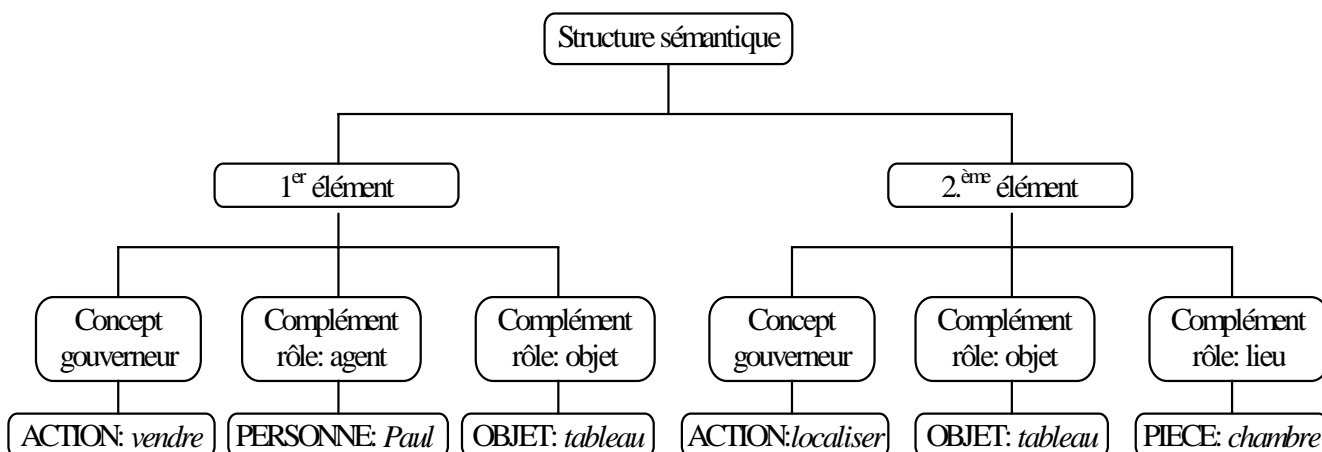 Structure sémantique
1er élément
2.ème élément
Concept
gouverneur
Complément
rôle: agent
Complément
rôle: objet
Concept
gouverneur
Complément
rôle: objet
Complément
rôle: lieu
ACTION: vendre
PERSONNE: Paul
OBJET: tableau
ACTION:localiser
OBJET: tableau
PIECE: chambre